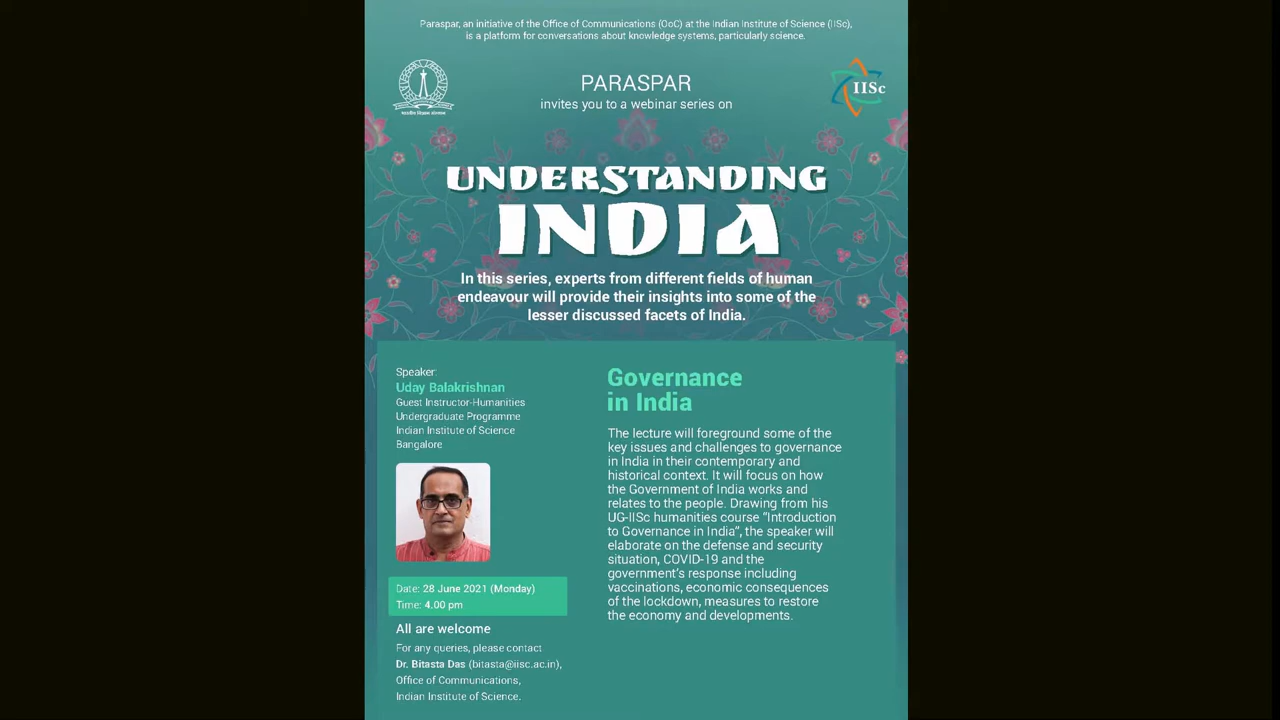 Paraspar, an initiative of the Office of Communications (OoC) at the Indian Institute of Science (IISc),
is a platform for conversations about knowledge systems, particularly science.
PARASPAR
invites you to a webinar series on
IISc
UNDERSTANDING
INDIA
In this series, experts from different fields of human
endeavour will provide their insights into some of the
lesser discussed facets of India.
Speaker:
Uday Balakrishnan
Guest Instructor-Humanities
Undergraduate Programme
Indian Institute of Science
Bangalore
Date: 28 June 2021 (Monday)
Time: 4.00 pm
All are welcome
For any queries, please contact
Dr. Bitasta Das (bitasta@iisc.ac.in),
Office of Communications,
Indian Institute of Science.
Governance
in India
The lecture will foreground some of the
key issues and challenges to governance
in India in their contemporary and
historical context. It will focus on how
the Government of India works and
relates to the people. Drawing from his
UG-IISc humanities course “Introduction
to Governance in India”, the speaker will
elaborate on the defense and security
situation, COVID-19 and the
government’s response including
vaccinations, economic consequences
of the lockdown, measures to restore
the economy and developments.